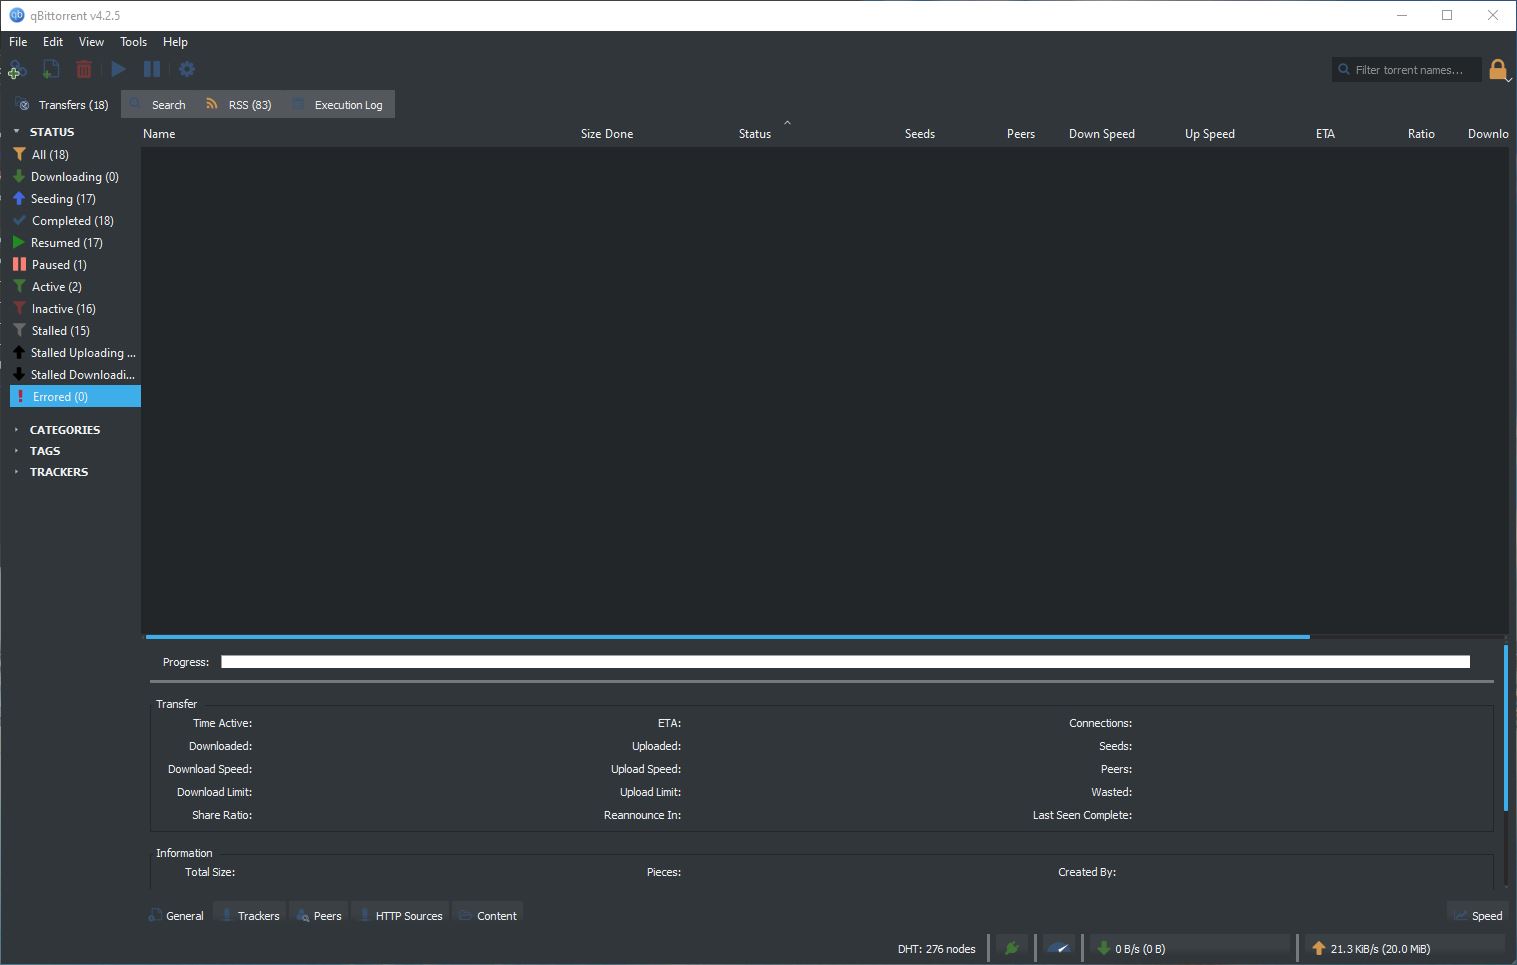 qBittorrent v4.2.5
File Edit View Tools Help
Filter torrent names...
Transfers (18) Search RSS (83) Execution Log
STATUS
Name Size Done Status Seeds Peers Down Speed Up Speed ETA Ratio Downlo
All (18)
Downloading (0)
Seeding (17)
Completed (18)
Resumed (17)
Paused (1)
Active (2)
Inactive (16)
Stalled (15)
Stalled Uploading ...
Stalled Downloadi...
Errored (0)
CATEGORIES
TAGS
TRACKERS
Progress:
Transfer
Time Active: ETA: Connections:
Downloaded: Uploaded: Seeds:
Download Speed: Upload Speed: Peers:
Download Limit: Upload Limit: Wasted:
Share Ratio: Reannounce In: Last Seen Complete:
Information
Total Size: Pieces: Created By:
General Trackers Peers HTTP Sources Content Speed
DHT: 276 nodes 0 B/s (0 B) 21.3 KiB/s (20.0 MiB)